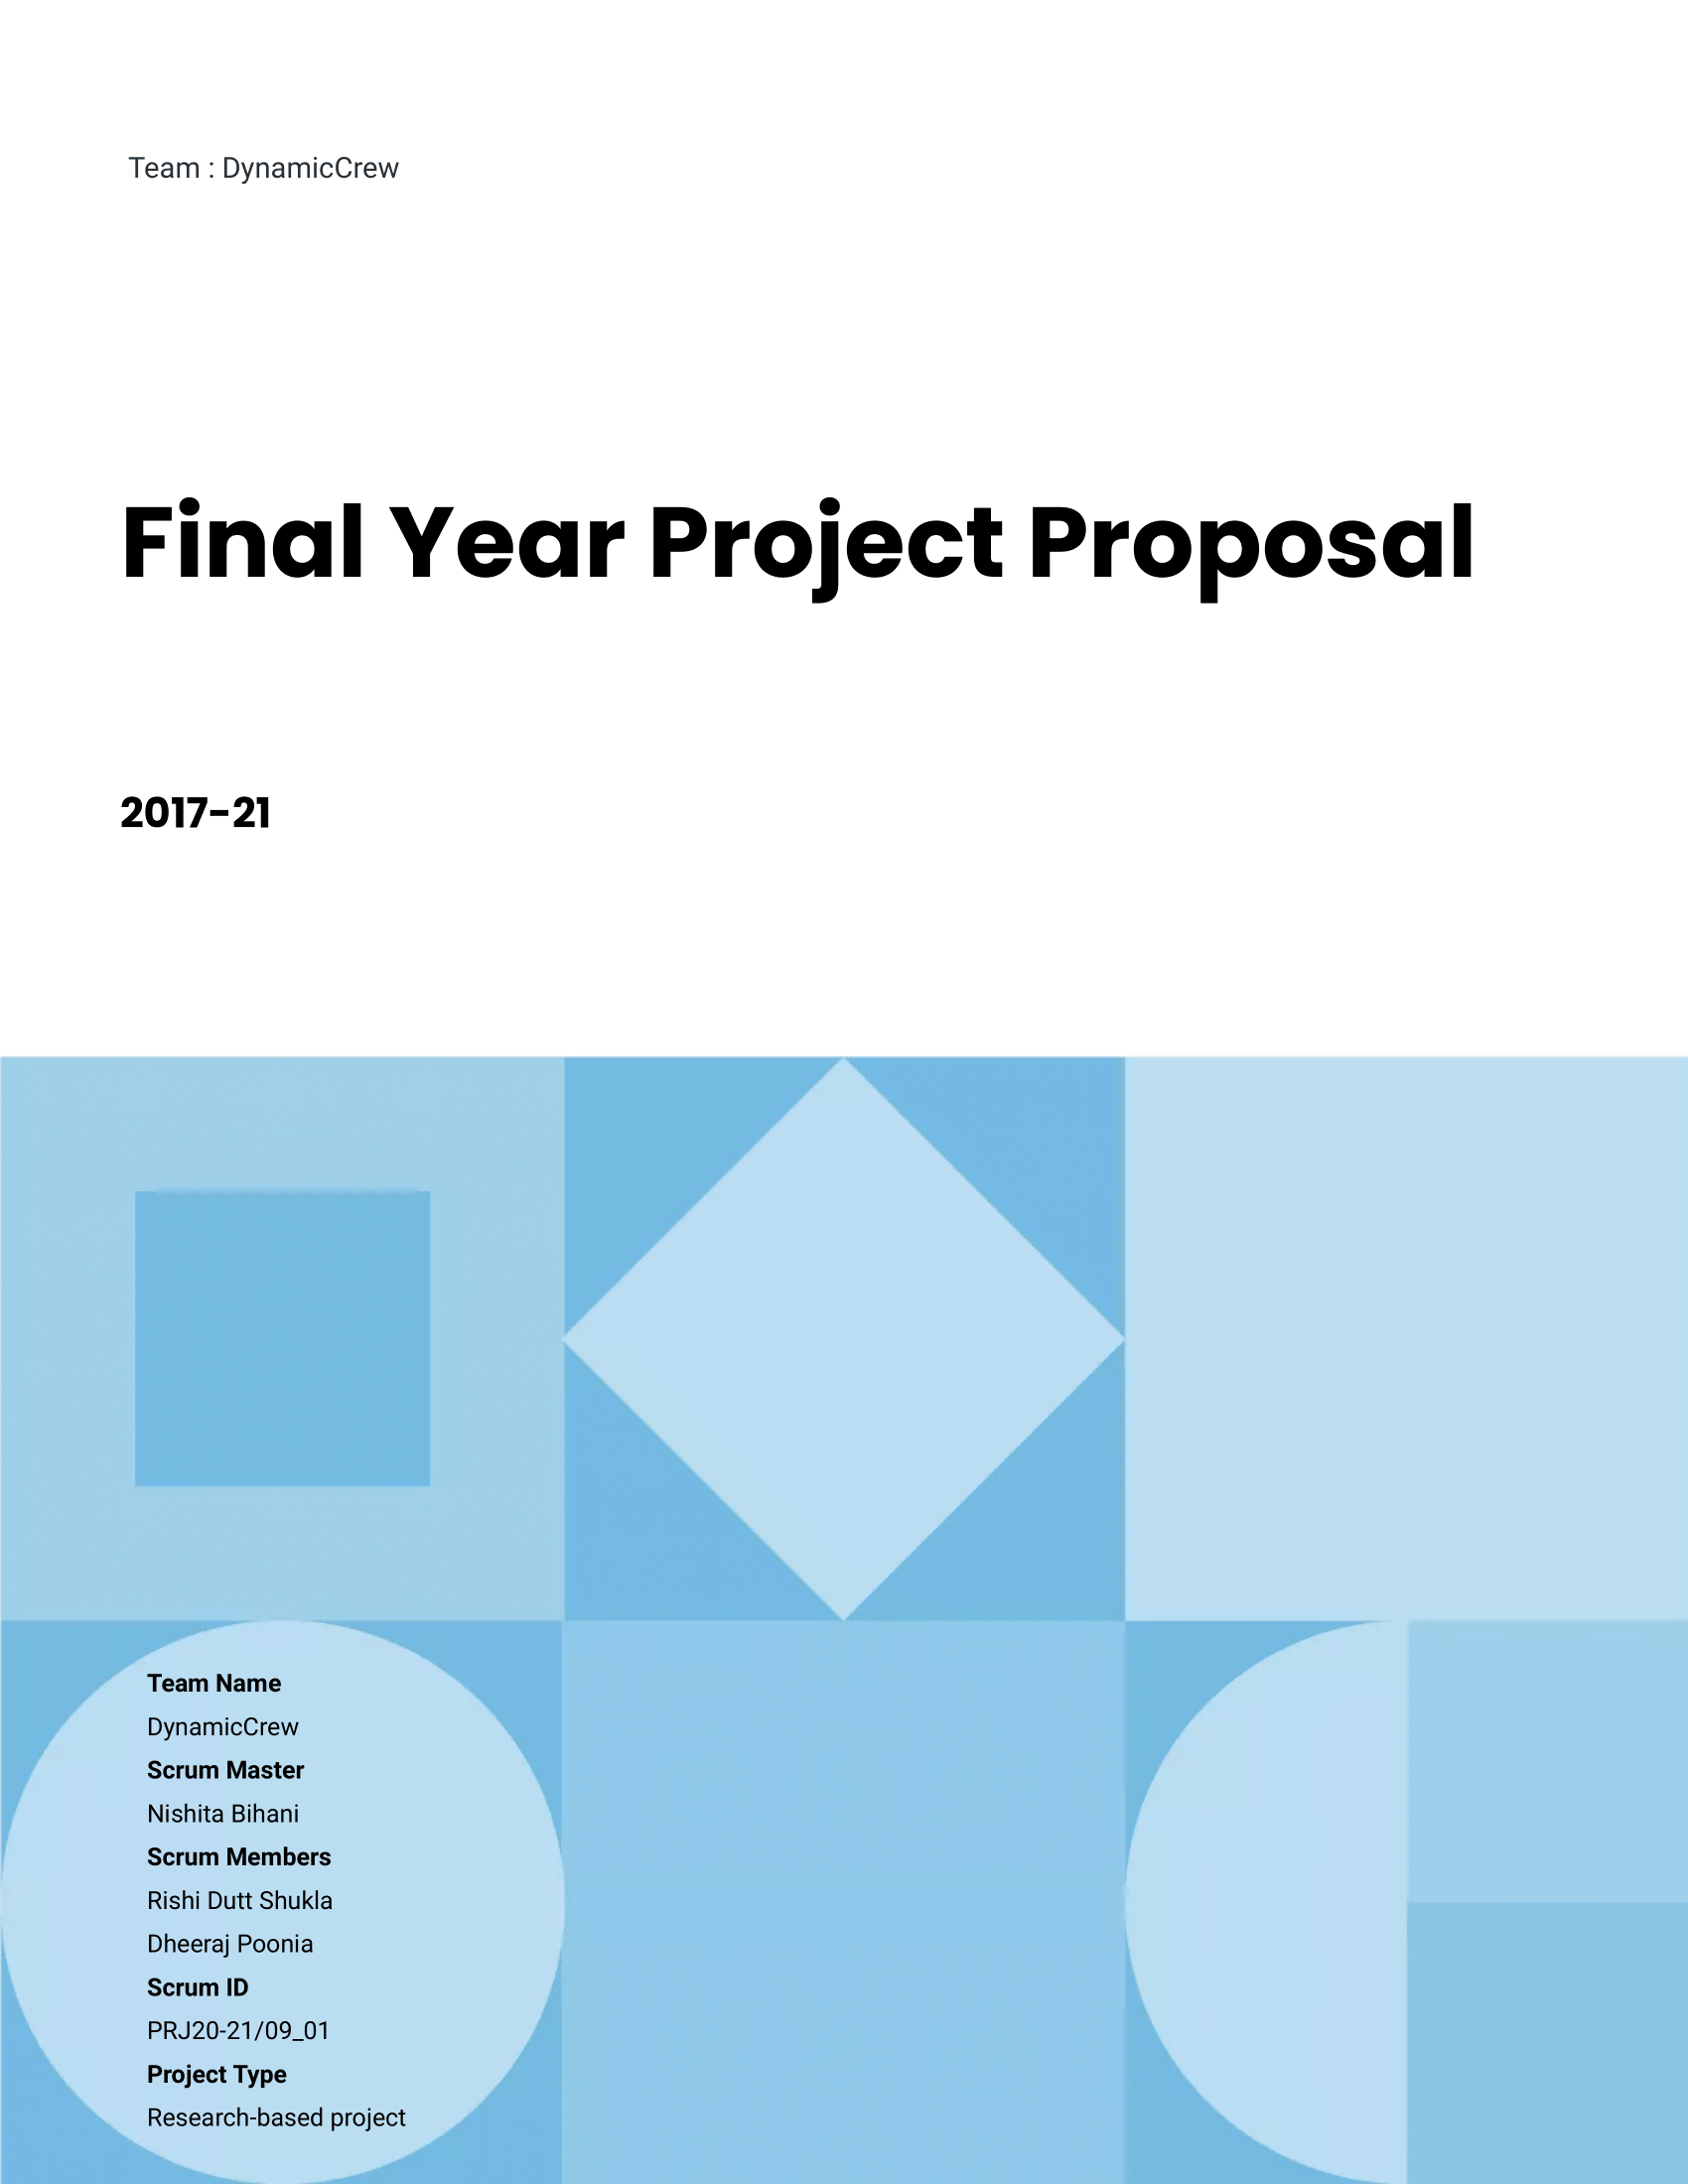 Team : DynamicCrew
Final Year Project Proposal
2017-21
Team Name
DynamicCrew
Scrum Master
Nishita Bihani
Scrum Members
Rishi Dutt Shukla
Dheeraj Poonia
Scrum ID
PRJ20-21/09_01
Project Type
Research-based project